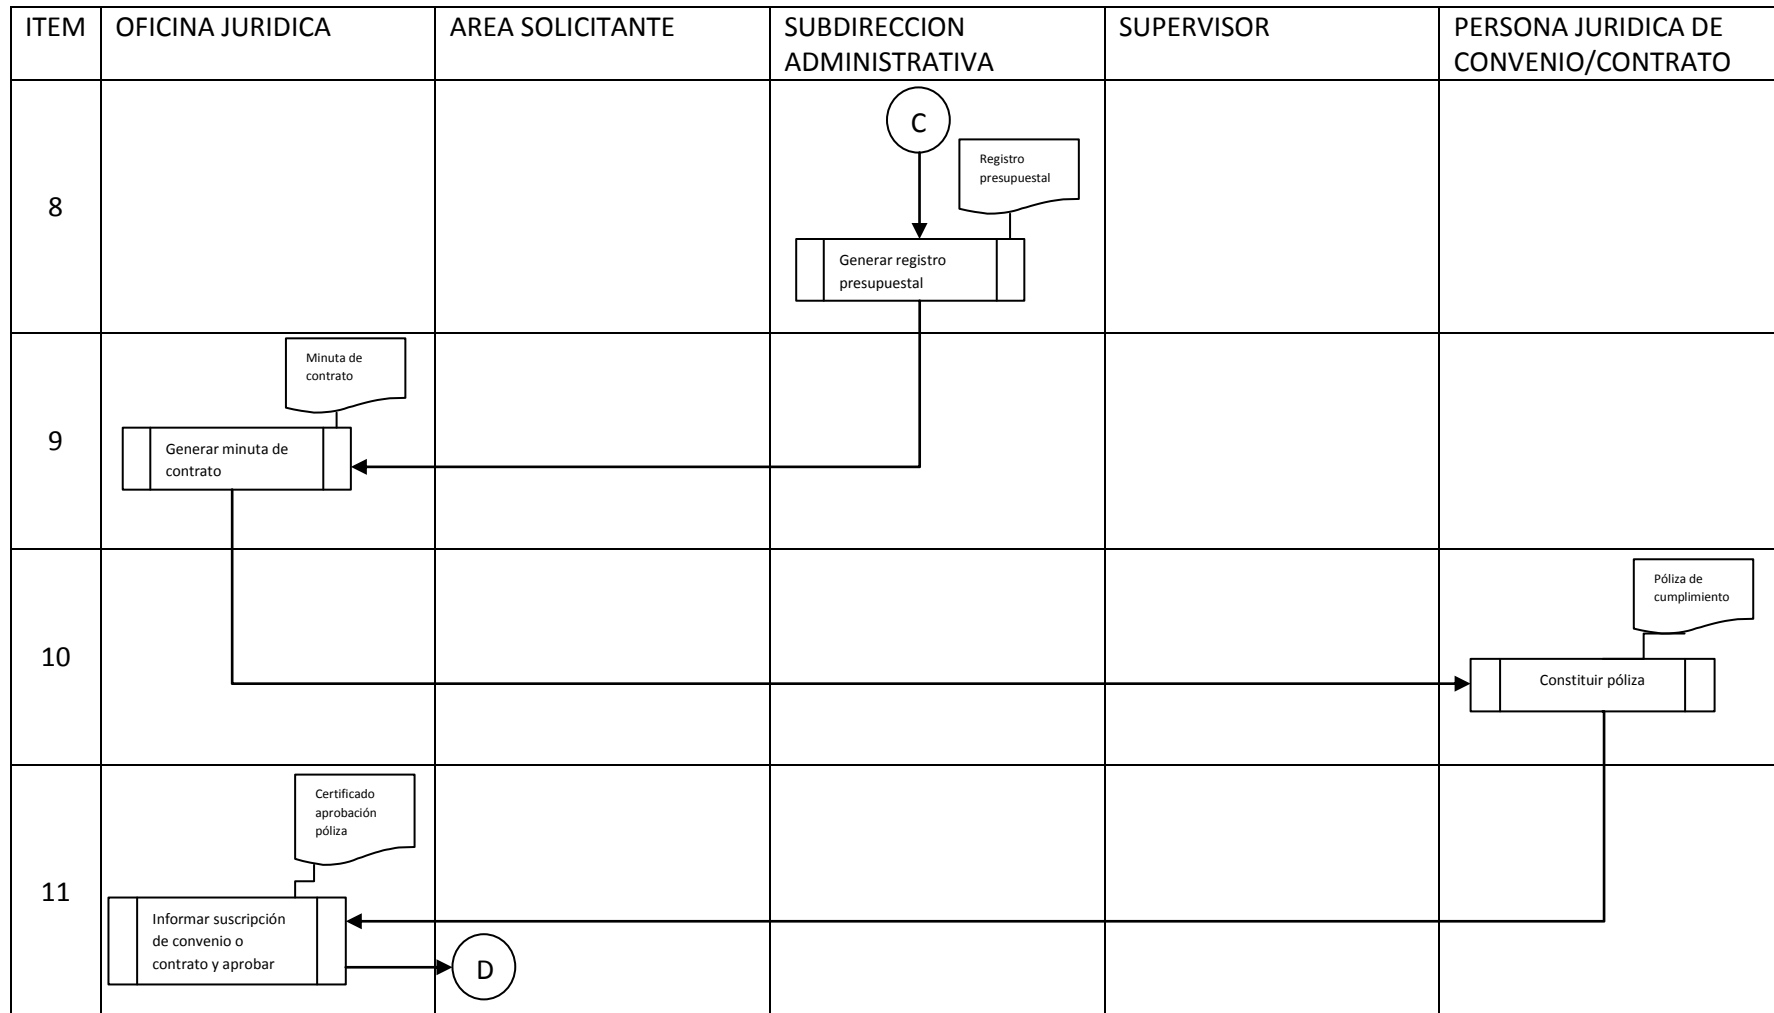 ITEM
OFICINA JURIDICA
AREA SOLICITANTE
SUBDIRECCION
ADMINISTRATIVA
SUPERVISOR
PERSONA JURIDICA DE
CONVENIO/CONTRATO
8
C
Registro
presupuestal
Generar registro
presupuestal
9
Minuta de
contrato
Generar minuta de
contrato
10
Póliza de
cumplimiento
Constituir póliza
11
Certificado
aprobación
póliza
Informar suscripción
de convenio o
contrato y aprobar
D